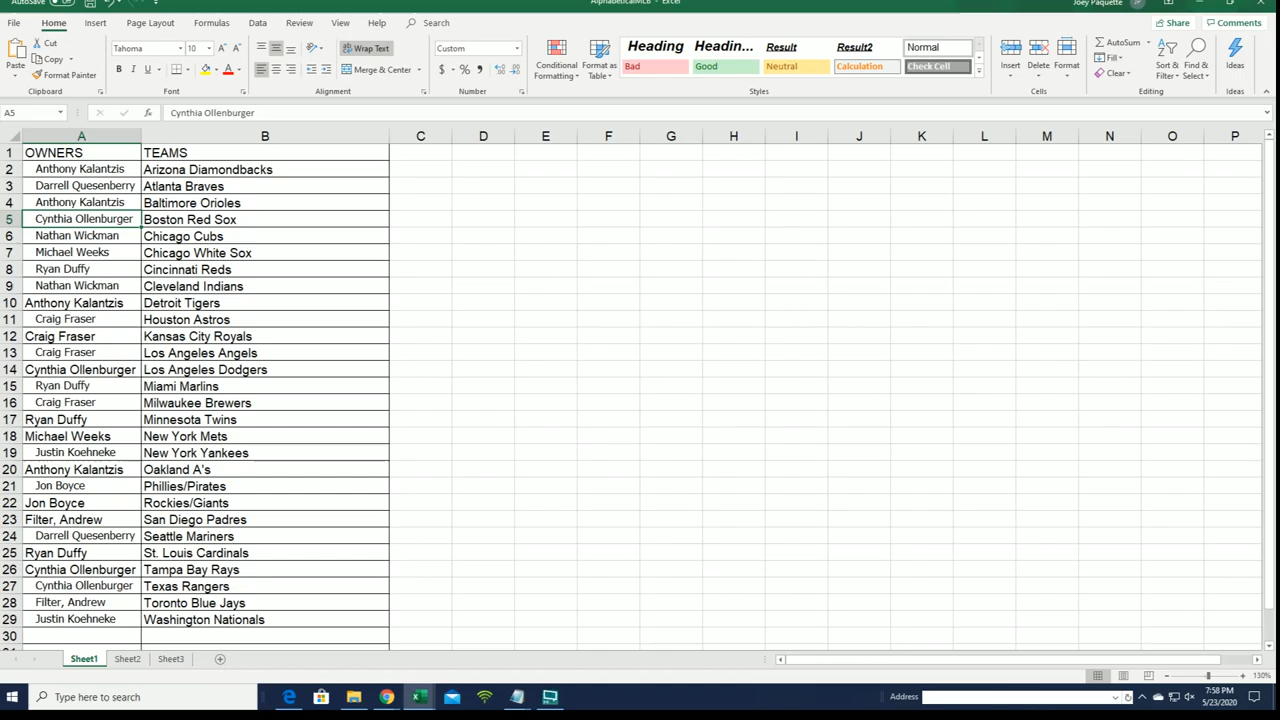 AutoSave AlphabeticalMLB - Excel Joey Paquette JP
File Home Insert Page Layout Formulas Data Review View Help Search Share Comments
Cut Tahoma 10 Wrap Text Custom Heading Headin... Result Result2 Normal AutoSum
Copy Bad Good Neutral Calculation Check Cell Fill
Paste Format Painter Merge & Center Conditional Formatting Format as Table Insert Delete Format Clear Sort & Filter Find & Select Ideas
Clipboard Font Alignment Number Styles Cells Editing Ideas
A5 fx Cynthia Ollenburger
A B C D E F G H I J K L M N O P
1 OWNERS TEAMS
2 Anthony Kalantzis Arizona Diamondbacks
3 Darrell Quesenberry Atlanta Braves
4 Anthony Kalantzis Baltimore Orioles
5 Cynthia Ollenburger Boston Red Sox
6 Nathan Wickman Chicago Cubs
7 Michael Weeks Chicago White Sox
8 Ryan Duffy Cincinnati Reds
9 Nathan Wickman Cleveland Indians
10 Anthony Kalantzis Detroit Tigers
11 Craig Fraser Houston Astros
12 Craig Fraser Kansas City Royals
13 Craig Fraser Los Angeles Angels
14 Cynthia Ollenburger Los Angeles Dodgers
15 Ryan Duffy Miami Marlins
16 Craig Fraser Milwaukee Brewers
17 Ryan Duffy Minnesota Twins
18 Michael Weeks New York Mets
19 Justin Koehneke New York Yankees
20 Anthony Kalantzis Oakland A's
21 Jon Boyce Phillies/Pirates
22 Jon Boyce Rockies/Giants
23 Filter, Andrew San Diego Padres
24 Darrell Quesenberry Seattle Mariners
25 Ryan Duffy St. Louis Cardinals
26 Cynthia Ollenburger Tampa Bay Rays
27 Cynthia Ollenburger Texas Rangers
28 Filter, Andrew Toronto Blue Jays
29 Justin Koehneke Washington Nationals
30
Sheet1 Sheet2 Sheet3
130%
Type here to search Address 7:58 PM
5/23/2020